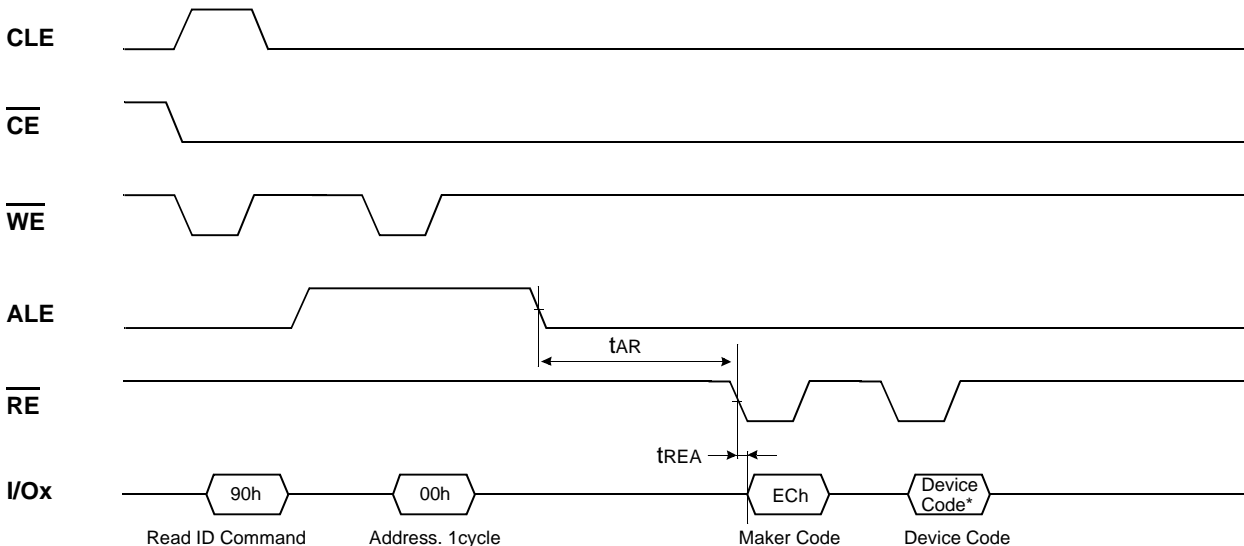 CLE
CE
WE
ALE
tAR
RE
tREA
I/Ox
90h
00h
ECh
Device
Code*
Read ID Command
Address. 1cycle
Maker Code
Device Code